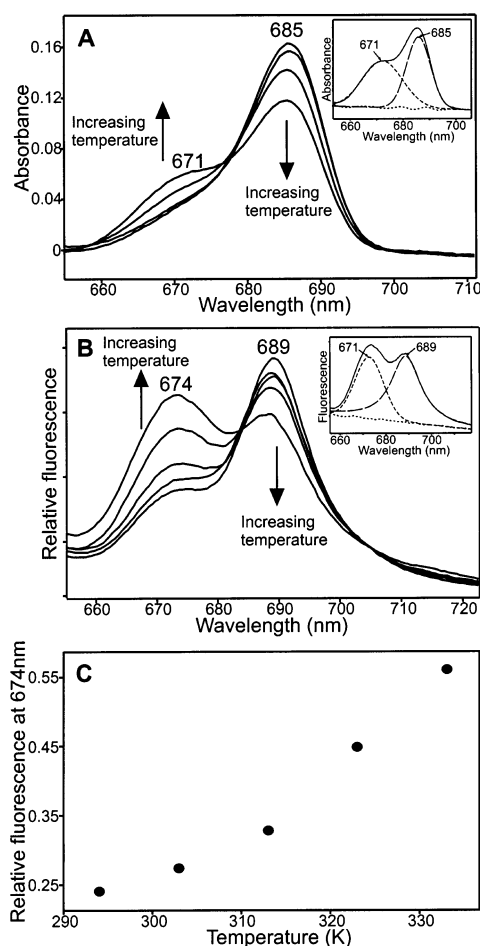 A
0.16
0.12
0.08
0.04
0
Absorbance
685
671
Increasing
temperature
Increasing
temperature
660
670
680
690
700
710
Wavelength (nm)
Absorbance
671
685
660
680
700
Wavelength (nm)
B
Increasing
temperature
674
689
Relative fluorescence
Increasing
temperature
660
670
680
690
700
710
720
Wavelength (nm)
Fluorescence
671
689
660
680
700
Wavelength (nm)
C
Relative fluorescence at 674nm
0.55
0.45
0.35
0.25
290
300
310
320
330
Temperature (K)